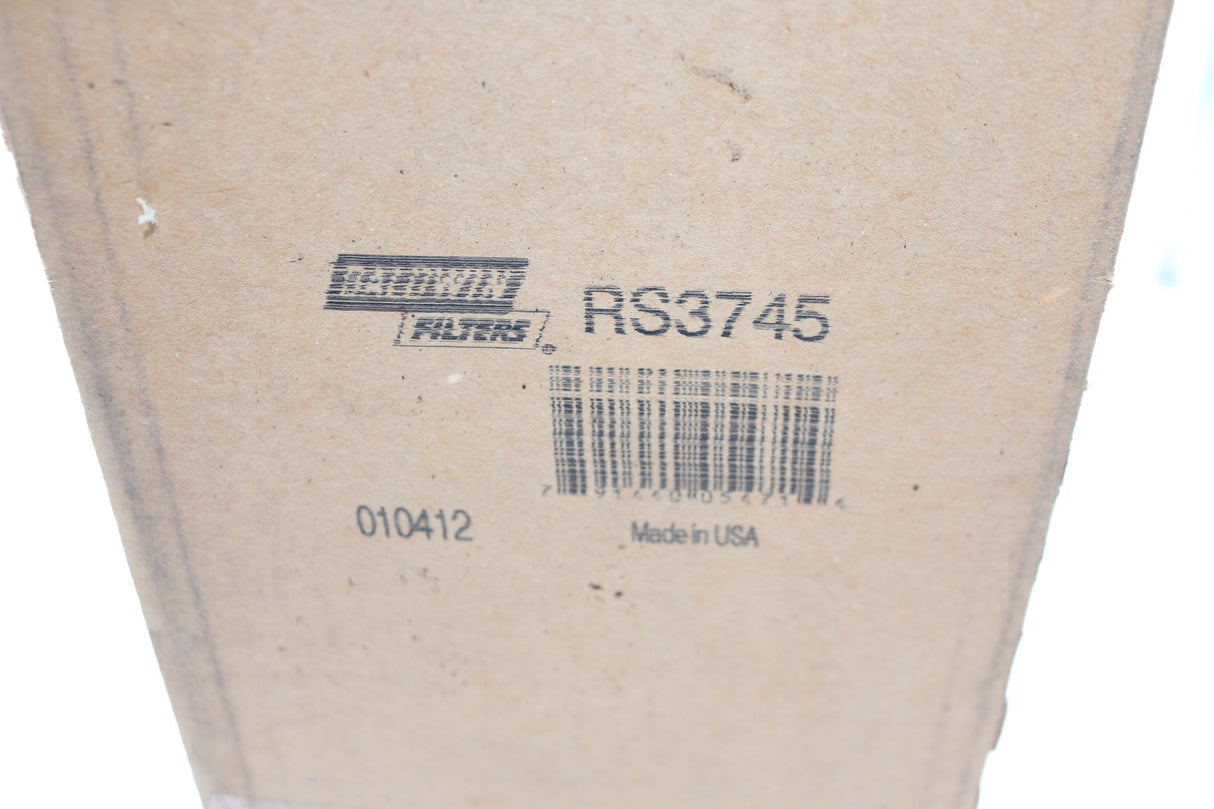 BALDWIN
FILTERS®
RS3745
010412
Made in USA